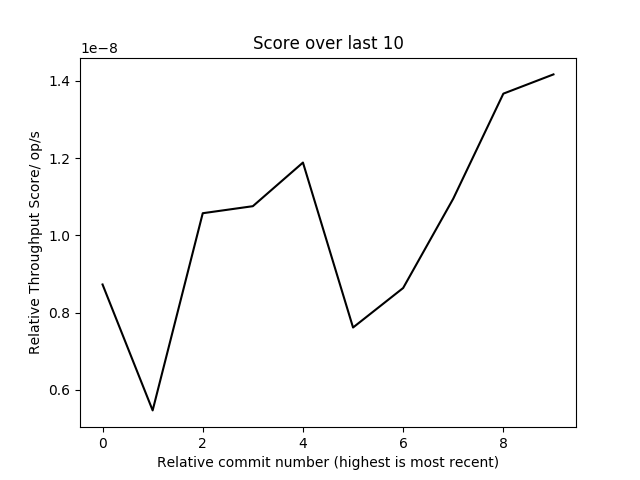 Score over last 10
1e−8
1.4
1.2
1.0
0.8
0.6
Relative Throughput Score/ op/s
0 2 4 6 8
Relative commit number (highest is most recent)